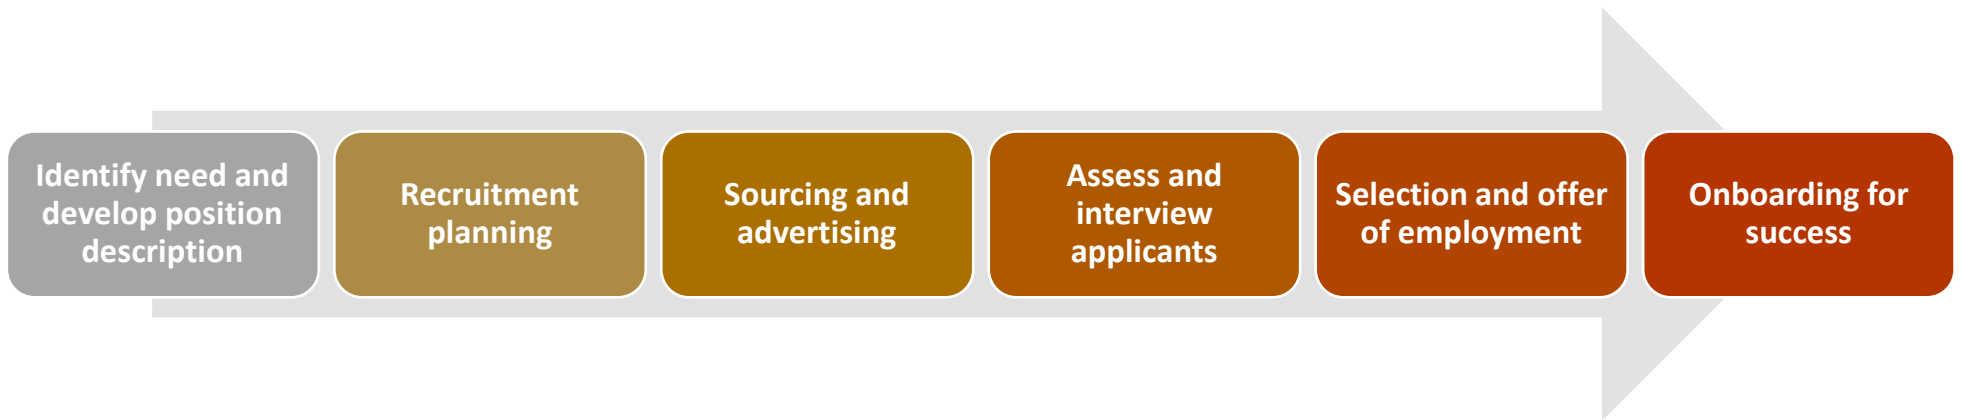 Identify need and
develop position
description
Recruitment
planning
Sourcing and
advertising
Assess and
interview
applicants
Selection and offer
of employment
Onboarding for
success